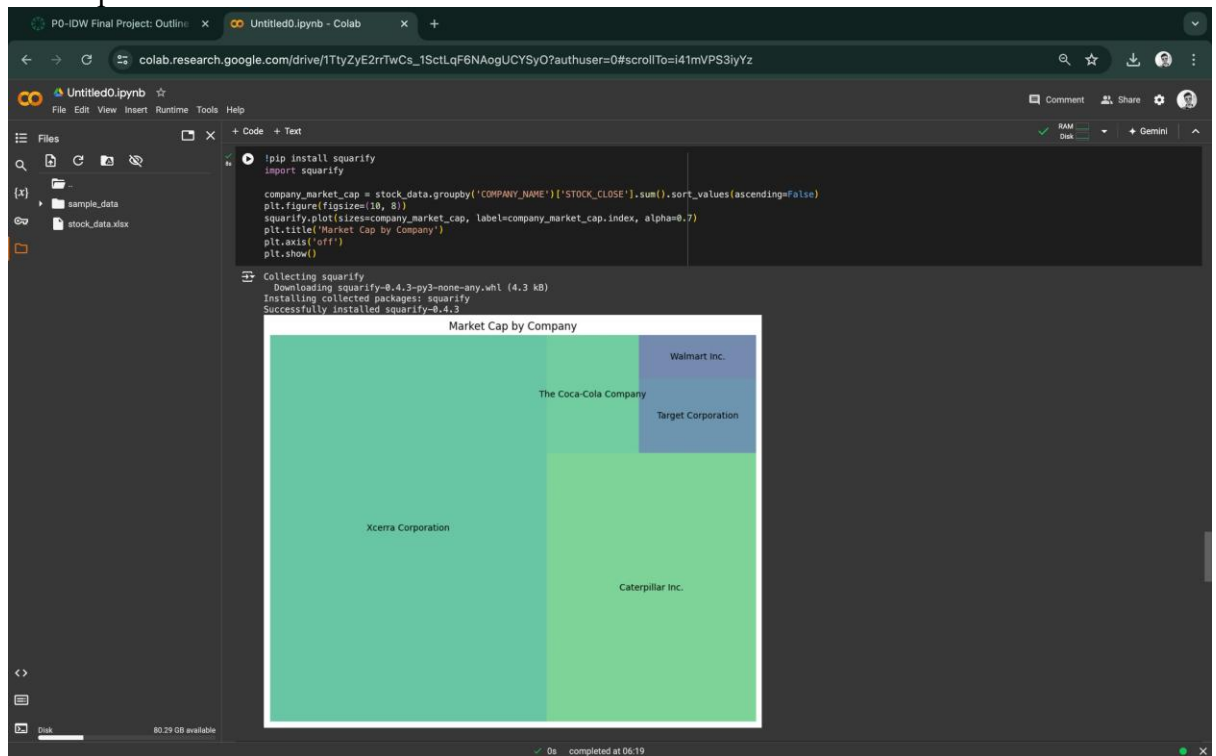 P0-IDW Final Project: Outline
Untitled0.ipynb - Colab
colab.research.google.com/drive/1TtyZyE2rrTwCs_1SctLqF6NAogUCYSyO?authuser=0#scrollTo=i41mVPS3iyYz
Untitled0.ipynb
File Edit View Insert Runtime Tools Help
Comment Share
Files
+ Code + Text
RAM
Disk
Gemini
..
sample_data
stock_data.xlsx
{x}
!pip install squarify
import squarify
company_market_cap = stock_data.groupby('COMPANY_NAME')['STOCK_CLOSE'].sum().sort_values(ascending=False)
plt.figure(figsize=(10, 8))
squarify.plot(sizes=company_market_cap, label=company_market_cap.index, alpha=0.7)
plt.title('Market Cap by Company')
plt.axis('off')
plt.show()
Collecting squarify
Downloading squarify-0.4.3-py3-none-any.whl (4.3 kB)
Installing collected packages: squarify
Successfully installed squarify-0.4.3
Market Cap by Company
Walmart Inc.
The Coca-Cola Company
Target Corporation
Xcerra Corporation
Caterpillar Inc.
Disk
80.29 GB available
0s completed at 06:19